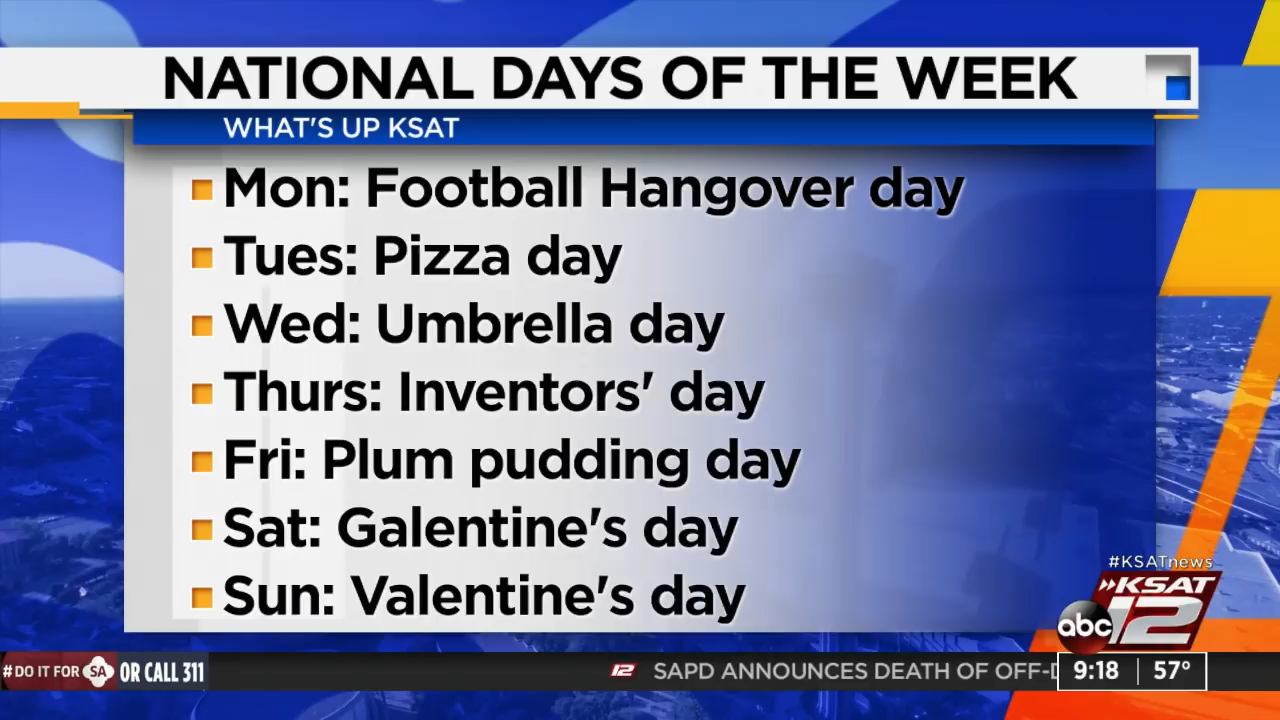 NATIONAL DAYS OF THE WEEK
WHAT'S UP KSAT
Mon: Football Hangover day
Tues: Pizza day
Wed: Umbrella day
Thurs: Inventors' day
Fri: Plum pudding day
Sat: Galentine's day
Sun: Valentine's day
#KSATnews
KSAT
abc 12
#DO IT FOR SA OR CALL 311
12 SAPD ANNOUNCES DEATH OF OFF-D
9:18 57°